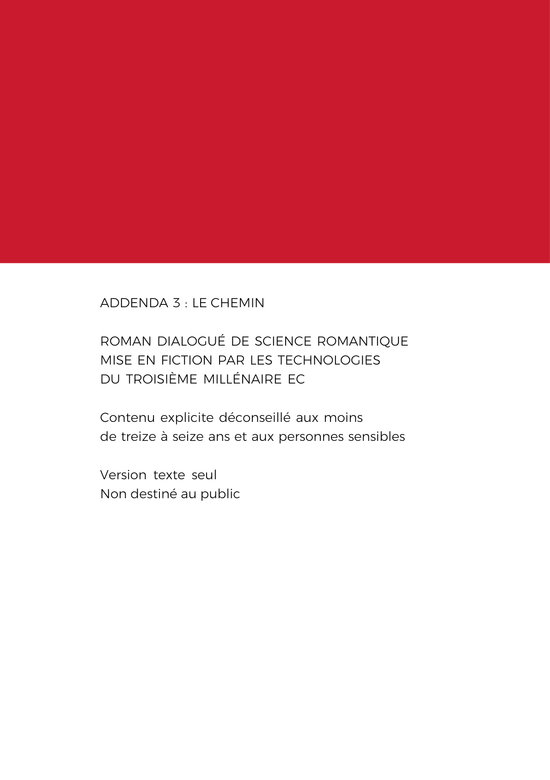 ADDENDA 3 : LE CHEMIN
ROMAN DIALOGUÉ DE SCIENCE ROMANTIQUE
MISE EN FICTION PAR LES TECHNOLOGIES
DU TROISIÈME MILLÉNAIRE EC
Contenu explicite déconseillé aux moins
de treize à seize ans et aux personnes sensibles
Version texte seul
Non destiné au public